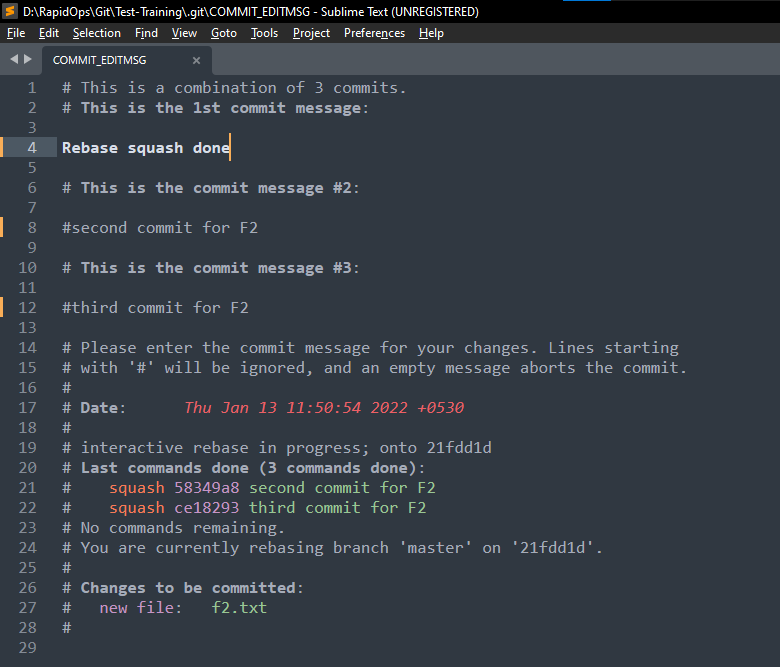 D:\RapidOps\Git\Test-Training\.git\COMMIT_EDITMSG - Sublime Text (UNREGISTERED)
File Edit Selection Find View Goto Tools Project Preferences Help
COMMIT_EDITMSG ×
1 # This is a combination of 3 commits.
2 # This is the 1st commit message:
3
4 Rebase squash done
5
6 # This is the commit message #2:
7
8 #second commit for F2
9
10 # This is the commit message #3:
11
12 #third commit for F2
13
14 # Please enter the commit message for your changes. Lines starting
15 # with '#' will be ignored, and an empty message aborts the commit.
16 #
17 # Date: Thu Jan 13 11:50:54 2022 +0530
18 #
19 # interactive rebase in progress; onto 21fdd1d
20 # Last commands done (3 commands done):
21 # squash 58349a8 second commit for F2
22 # squash ce18293 third commit for F2
23 # No commands remaining.
24 # You are currently rebasing branch 'master' on '21fdd1d'.
25 #
26 # Changes to be committed:
27 # new file: f2.txt
28 #
29